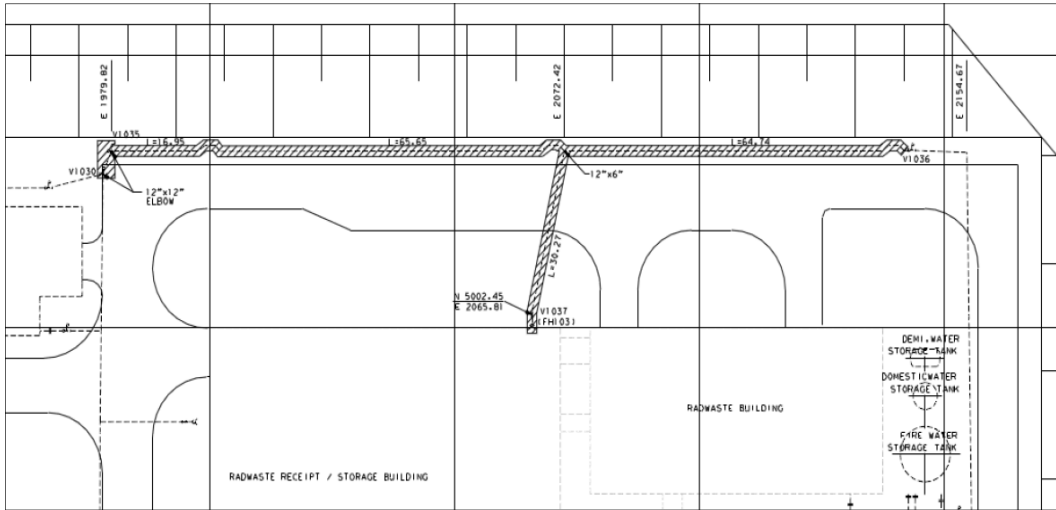 E 1979.82
E 2072.42
E 2154.67
V1035
L=16.95
L=65.65
L=64.74
V1036
V1030
12"x12"
ELBOW
12"x6"
L=30.27
N 5002.45
E 2065.81
V1037
(FH103)
DEMI.WATER
STORAGE TANK
DOMESTICWATER
STORAGE TANK
RADWASTE BUILDING
FIRE WATER
STORAGE TANK
RADWASTE RECEIPT / STORAGE BUILDING